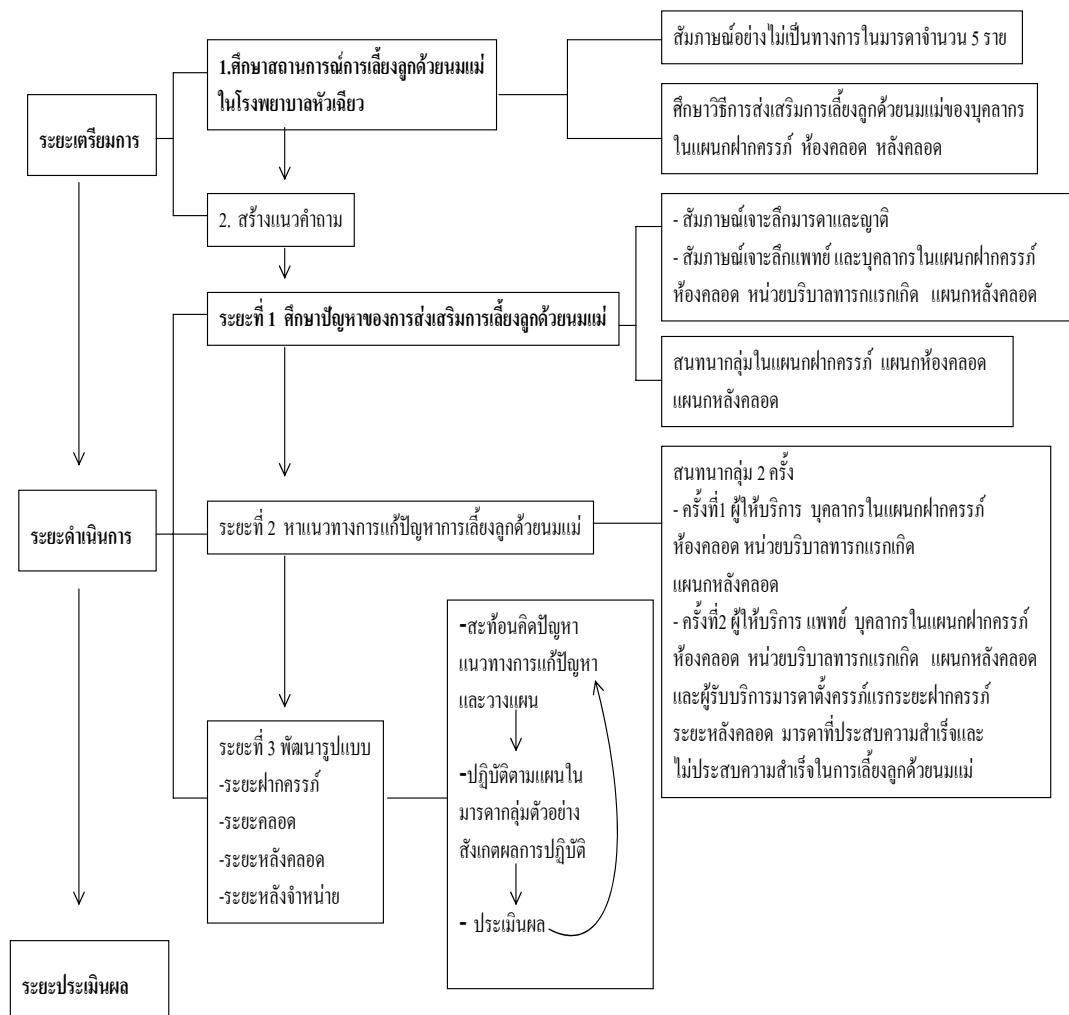 ระยะเตรียมการ
1.ศึกษาสถานการณ์การเลี้ยงลูกด้วยนมแม่
ในโรงพยาบาลหัวเฉียว
สัมภาษณ์อย่างไม่เป็นทางการในมารดาจำนวน 5 ราย
ศึกษาวิธีการส่งเสริมการเลี้ยงลูกด้วยนมแม่ของบุคลากร
ในแผนกฝากครรภ์ ห้องคลอด หลังคลอด
2. สร้างแนวคำถาม
ระยะดำเนินการ
ระยะที่ 1 ศึกษาปัญหาของการส่งเสริมการเลี้ยงลูกด้วยนมแม่
- สัมภาษณ์เจาะลึกมารดาและญาติ
- สัมภาษณ์เจาะลึกแพทย์ และบุคลากรในแผนกฝากครรภ์
ห้องคลอด หน่วยบริบาลทารกแรกเกิด แผนกหลังคลอด
สนทนากลุ่มในแผนกฝากครรภ์ แผนกห้องคลอด
แผนกหลังคลอด
ระยะที่ 2 หาแนวทางการแก้ปัญหาการเลี้ยงลูกด้วยนมแม่
สนทนากลุ่ม 2 ครั้ง
- ครั้งที่1 ผู้ให้บริการ บุคลากรในแผนกฝากครรภ์
ห้องคลอด หน่วยบริบาลทารกแรกเกิด
แผนกหลังคลอด
- ครั้งที่2 ผู้ให้บริการ แพทย์ บุคลากรในแผนกฝากครรภ์
ห้องคลอด หน่วยบริบาลทารกแรกเกิด แผนกหลังคลอด
และผู้รับบริการมารดาตั้งครรภ์แรกระยะฝากครรภ์
ระยะหลังคลอด มารดาที่ประสบความสำเร็จและ
ไม่ประสบความสำเร็จในการเลี้ยงลูกด้วยนมแม่
ระยะที่ 3 พัฒนารูปแบบ
-ระยะฝากครรภ์
-ระยะคลอด
-ระยะหลังคลอด
-ระยะหลังจำหน่าย
-สะท้อนคิดปัญหา
แนวทางการแก้ปัญหา
และวางแผน
-ปฏิบัติตามแผนใน
มารดากลุ่มตัวอย่าง
สังเกตผลการปฏิบัติ
- ประเมินผล
ระยะประเมินผล